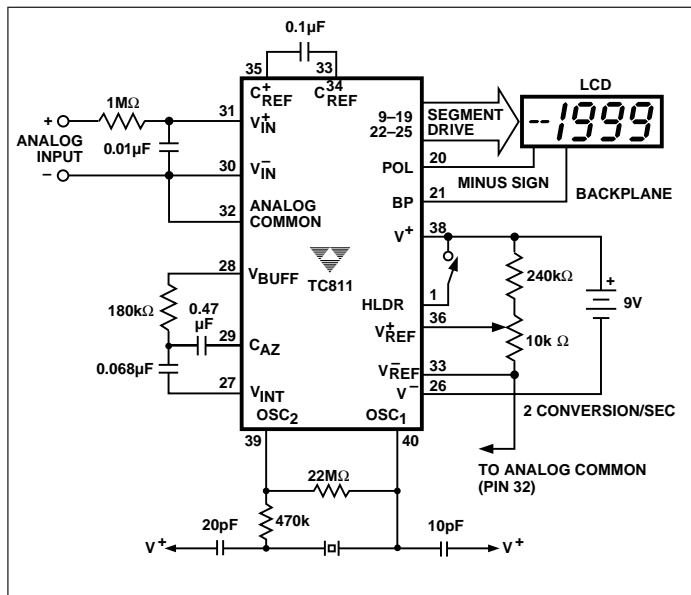 0.1µF
35 33
C+REF C34REF
LCD
1MΩ
+ 31 V+IN
ANALOG INPUT
0.01µF
– 30 V–IN
32 ANALOG COMMON
9–19
22–25
SEGMENT DRIVE
-1999
POL 20
MINUS SIGN
BP 21
BACKPLANE
V+ 38
TC811
28 VBUFF
180kΩ
0.47 µF
29 CAZ
0.068µF
27 VINT
HLDR 1
240kΩ
9V
+
V+REF 36
10k Ω
V–REF 33
V– 26
2 CONVERSION/SEC
OSC2 OSC1
39 40
TO ANALOG COMMON
(PIN 32)
22MΩ
470k
20pF 10pF
V+ V+